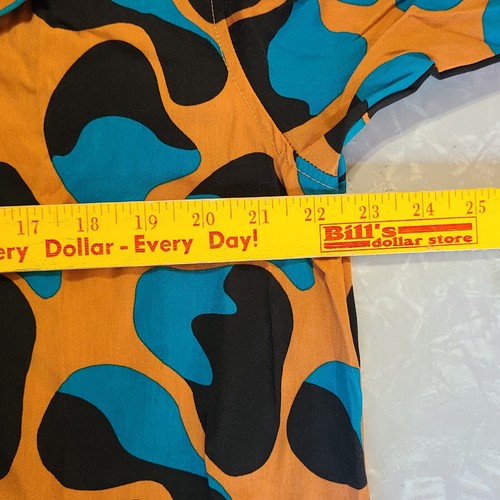 17 18 19 20 21 22 23 24 25
ery Dollar - Every Day! Bill's
dollar store